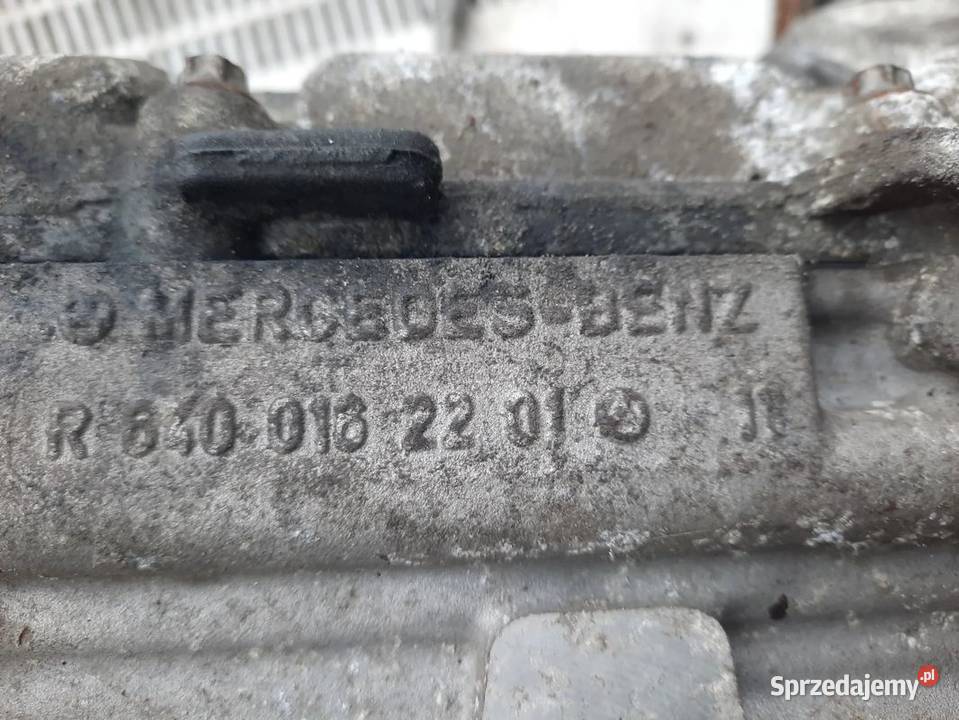 MERCEDES-BENZ
R 640 016 22 01
Sprzedajemy.pl